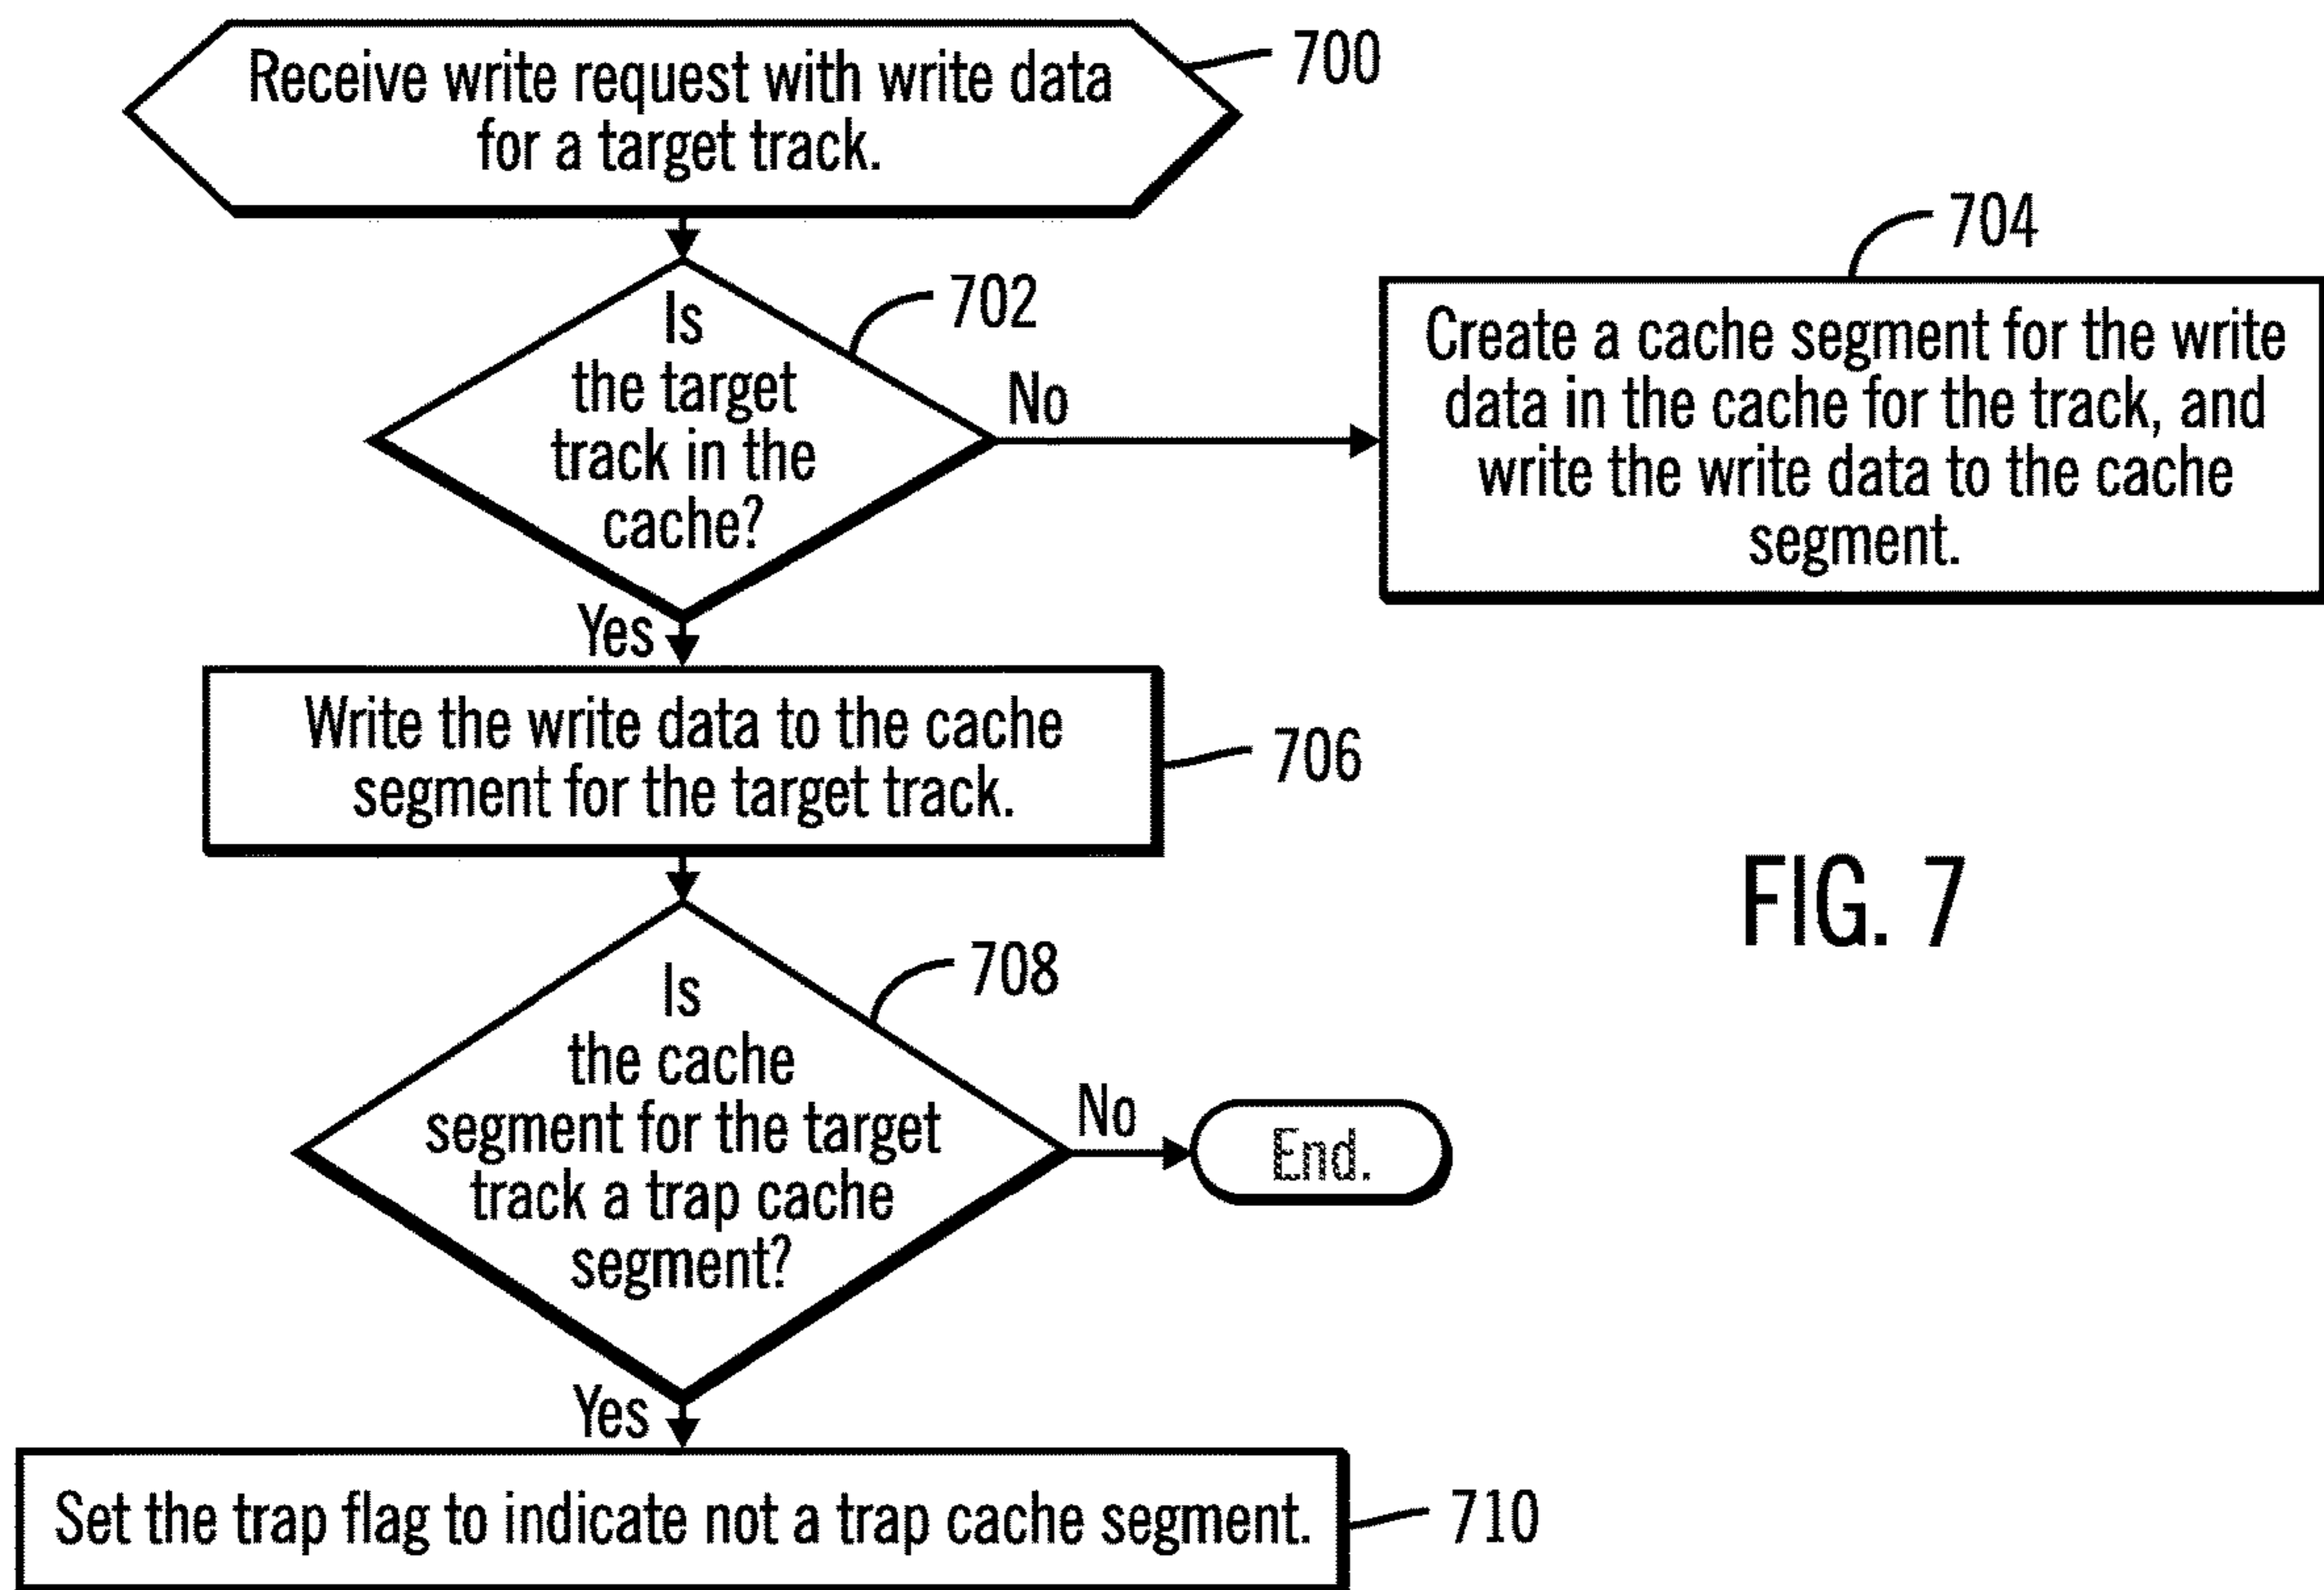 Receive write request with write data
for a target track.
700
Is
the target
track in the
cache?
702
No
Yes
Create a cache segment for the write
data in the cache for the track, and
write the write data to the cache
segment.
704
Write the write data to the cache
segment for the target track.
706
Is
the cache
segment for the target
track a trap cache
segment?
708
No
End.
Yes
Set the trap flag to indicate not a trap cache segment.
710
FIG. 7